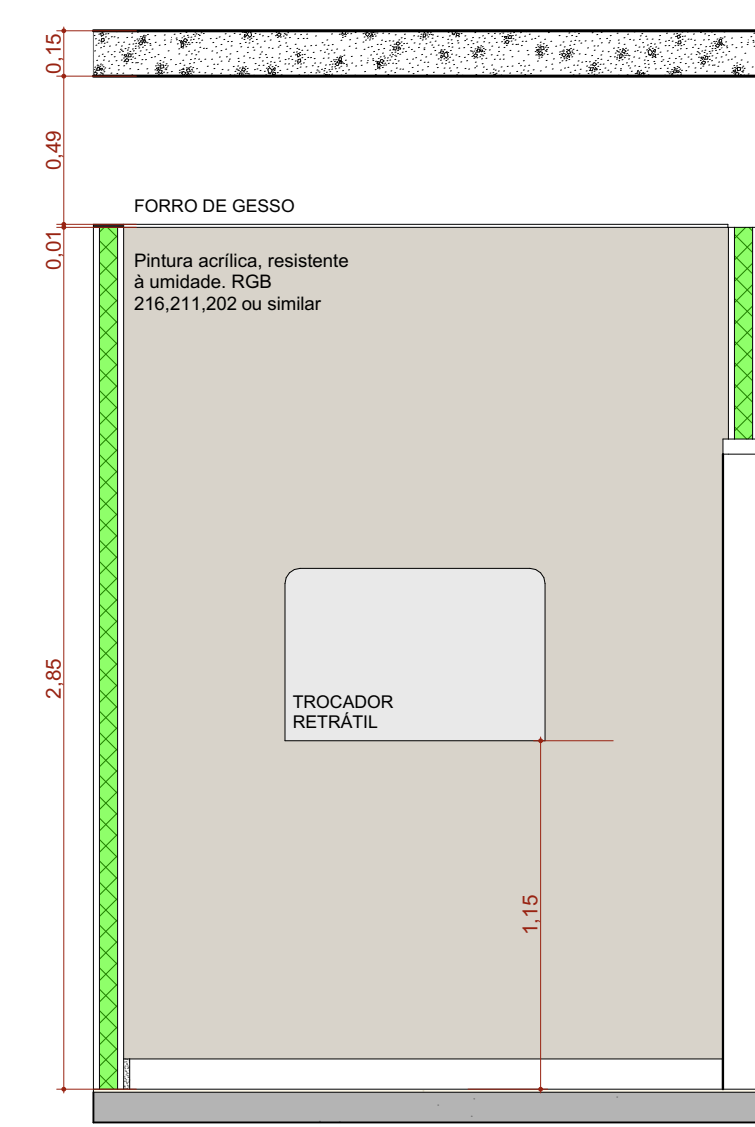 0,15
0,49
FORRO DE GESSO
0,01
Pintura acrílica, resistente
à umidade. RGB
216,211,202 ou similar
2,85
TROCADOR
RETRÁTIL
1,15